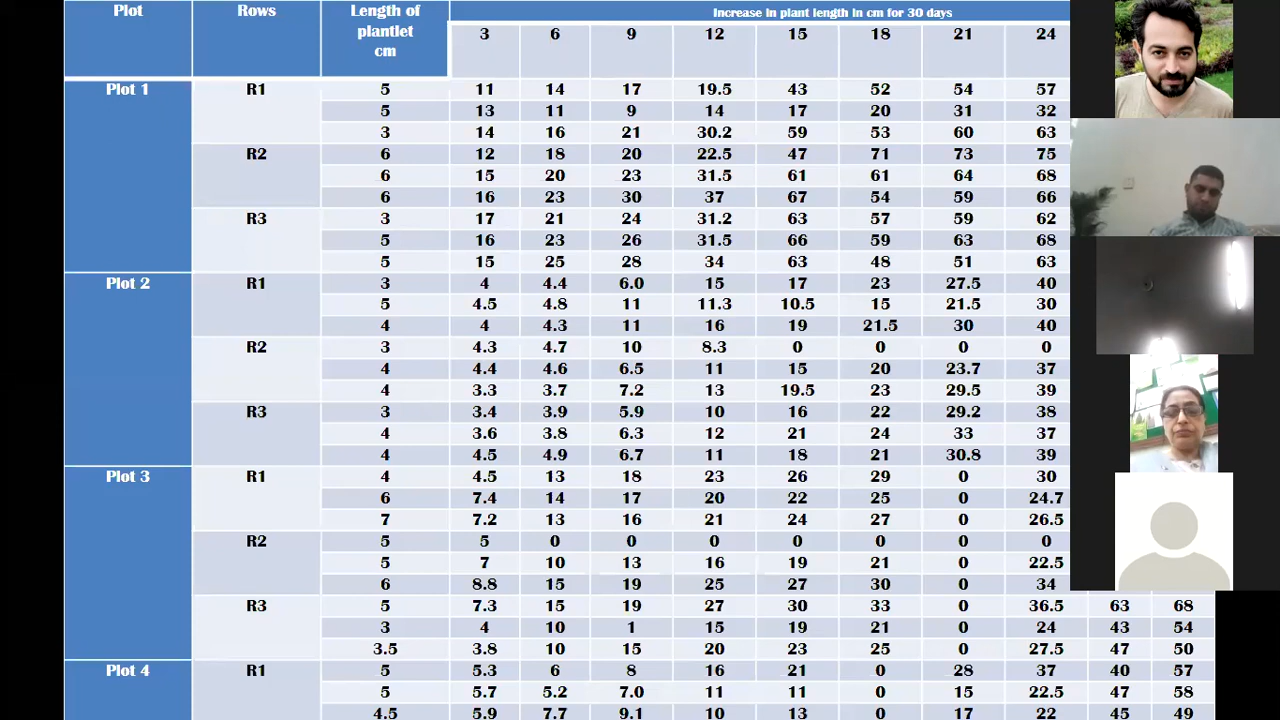 Plot Rows Length of plantlet cm Increase in plant length in cm for 30 days
3 6 9 12 15 18 21 24
Plot 1 R1 5 11 14 17 19.5 43 52 54 57
5 13 11 9 14 17 20 31 32
3 14 16 21 30.2 59 53 60 63
R2 6 12 18 20 22.5 47 71 73 75
6 15 20 23 31.5 61 61 64 68
6 16 23 30 37 67 54 59 66
R3 3 17 21 24 31.2 63 57 59 62
5 16 23 26 31.5 66 59 63 68
5 15 25 28 34 63 48 51 63
Plot 2 R1 3 4 4.4 6.0 15 17 23 27.5 40
5 4.5 4.8 11 11.3 10.5 15 21.5 30
4 4 4.3 11 16 19 21.5 30 40
R2 3 4.3 4.7 10 8.3 0 0 0 0
4 4.4 4.6 6.5 11 15 20 23.7 37
4 3.3 3.7 7.2 13 19.5 23 29.5 39
R3 3 3.4 3.9 5.9 10 16 22 29.2 38
4 3.6 3.8 6.3 12 21 24 33 37
4 4.5 4.9 6.7 11 18 21 30.8 39
Plot 3 R1 4 4.5 13 18 23 26 29 0 30
6 7.4 14 17 20 22 25 0 24.7
7 7.2 13 16 21 24 27 0 26.5
R2 5 5 0 0 0 0 0 0 0
5 7 10 13 16 19 21 0 22.5
6 8.8 15 19 25 27 30 0 34
R3 5 7.3 15 19 27 30 33 0 36.5 63 68
3 4 10 1 15 19 21 0 24 43 54
3.5 3.8 10 15 20 23 25 0 27.5 47 50
Plot 4 R1 5 5.3 6 8 16 21 0 28 37 40 57
5 5.7 5.2 7.0 11 11 0 15 22.5 47 58
4.5 5.9 7.7 9.1 10 13 0 17 22 45 49